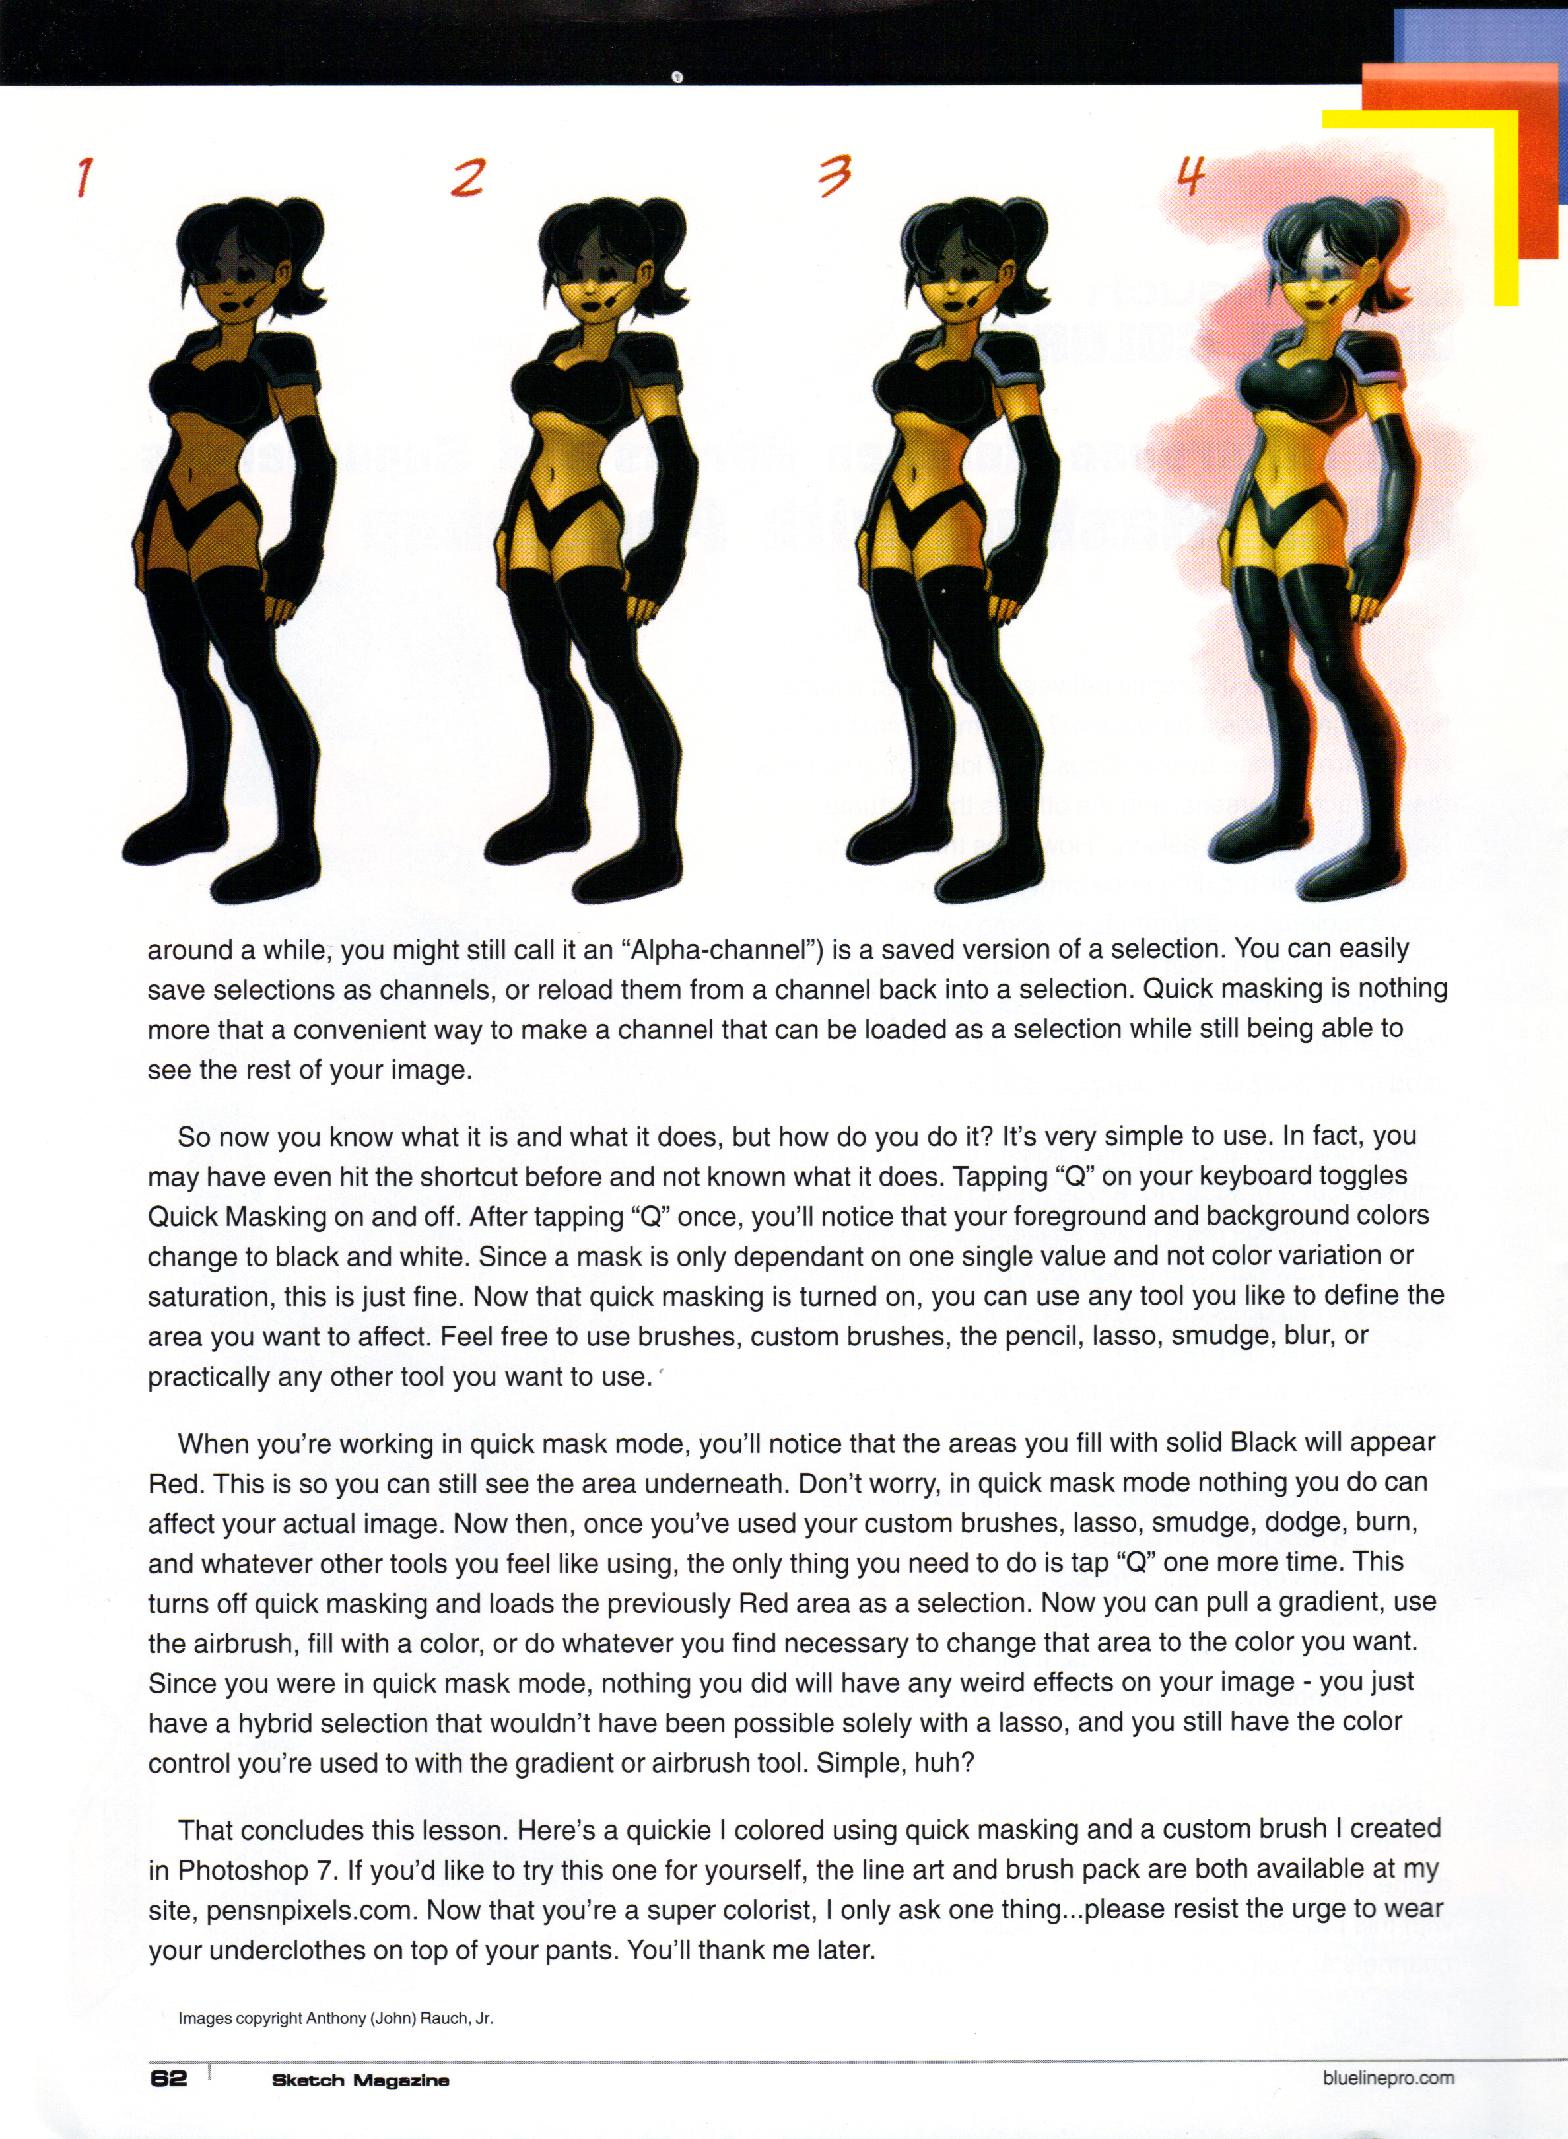 1 2 3 4
around a while, you might still call it an “Alpha-channel”) is a saved version of a selection. You can easily
save selections as channels, or reload them from a channel back into a selection. Quick masking is nothing
more that a convenient way to make a channel that can be loaded as a selection while still being able to
see the rest of your image.
So now you know what it is and what it does, but how do you do it? It’s very simple to use. In fact, you
may have even hit the shortcut before and not known what it does. Tapping “Q” on your keyboard toggles
Quick Masking on and off. After tapping “Q” once, you’ll notice that your foreground and background colors
change to black and white. Since a mask is only dependant on one single value and not color variation or
saturation, this is just fine. Now that quick masking is turned on, you can use any tool you like to define the
area you want to affect. Feel free to use brushes, custom brushes, the pencil, lasso, smudge, blur, or
practically any other tool you want to use.
When you’re working in quick mask mode, you’ll notice that the areas you fill with solid Black will appear
Red. This is so you can still see the area underneath. Don’t worry, in quick mask mode nothing you do can
affect your actual image. Now then, once you’ve used your custom brushes, lasso, smudge, dodge, burn,
and whatever other tools you feel like using, the only thing you need to do is tap “Q” one more time. This
turns off quick masking and loads the previously Red area as a selection. Now you can pull a gradient, use
the airbrush, fill with a color, or do whatever you find necessary to change that area to the color you want.
Since you were in quick mask mode, nothing you did will have any weird effects on your image - you just
have a hybrid selection that wouldn’t have been possible solely with a lasso, and you still have the color
control you’re used to with the gradient or airbrush tool. Simple, huh?
That concludes this lesson. Here’s a quickie I colored using quick masking and a custom brush I created
in Photoshop 7. If you’d like to try this one for yourself, the line art and brush pack are both available at my
site, pensnpixels.com. Now that you’re a super colorist, I only ask one thing...please resist the urge to wear
your underclothes on top of your pants. You’ll thank me later.
Images copyright Anthony (John) Rauch, Jr.
62 Sketch Magazine bluelinepro.com